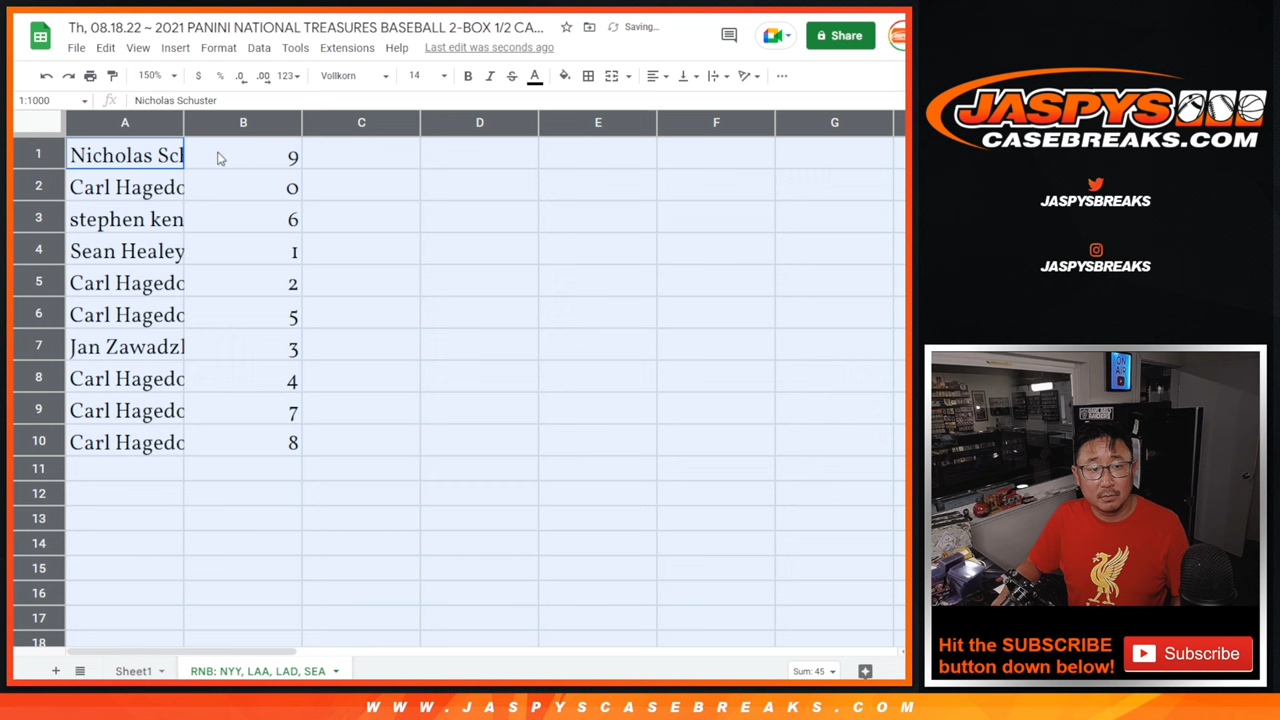 Th, 08.18.22 ~ 2021 PANINI NATIONAL TREASURES BASEBALL 2-BOX 1/2 CA...
Saving...
File Edit View Insert Format Data Tools Extensions Help Last edit was seconds ago
Share
150% $ % .0 .00 123 Vollkorn 14 B I S A
1:1000 fx Nicholas Schuster
A B C D E F G
1 Nicholas Sch 9
2 Carl Hagedo 0
3 stephen ken 6
4 Sean Healey 1
5 Carl Hagedo 2
6 Carl Hagedo 5
7 Jan Zawadzl 3
8 Carl Hagedo 4
9 Carl Hagedo 7
10 Carl Hagedo 8
11
12
13
14
15
16
17
18
+ Sheet1 RNB: NYY, LAA, LAD, SEA Sum: 45
JASPYS
CASEBREAKS.COM
JASPYSBREAKS
JASPYSBREAKS
ON AIR
Hit the SUBSCRIBE
button down below!
Subscribe
WWW.JASPYSCASEBREAKS.COM